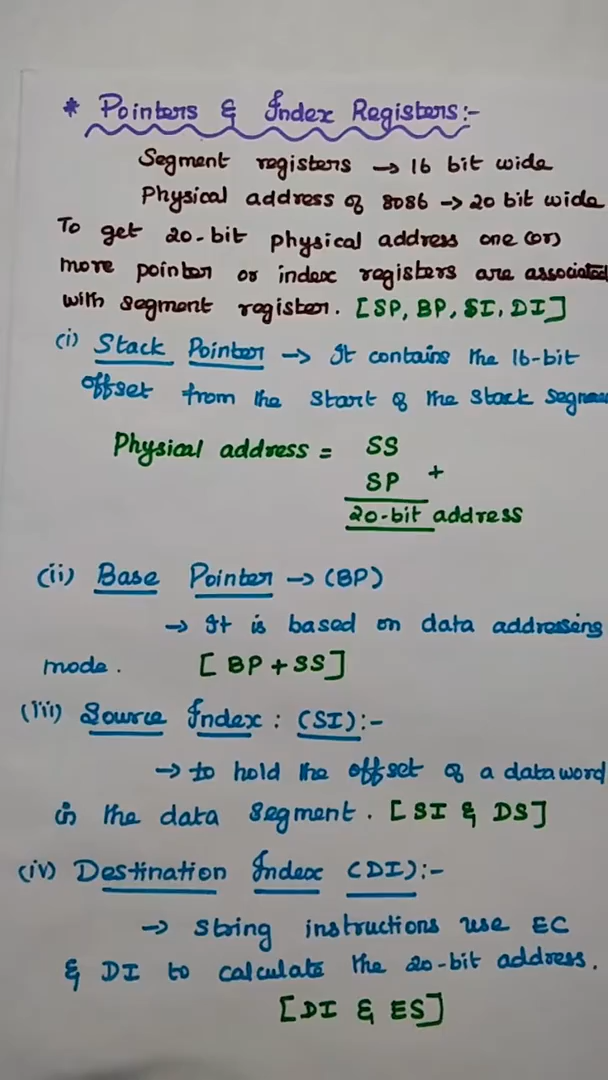 * Pointers & Index Registers:-
Segment registers → 16 bit wide
Physical address of 8086 → 20 bit wide
To get 20-bit physical address one (or)
more pointer or index registers are associated
with segment register. [SP, BP, SI, DI]
(i) Stack Pointer → It contains the 16-bit
offset from the start of the stack segme
Physical address = SS
SP +
20-bit address
(ii) Base Pointer → (BP)
→ It is based on data addressing
mode. [BP + SS]
(iii) Source Index : (SI):-
→ to hold the offset of a dataword
in the data segment. [SI & DS]
(iv) Destination Index (DI):-
→ string instructions use EC
& DI to calculate the 20-bit address.
[DI & ES]